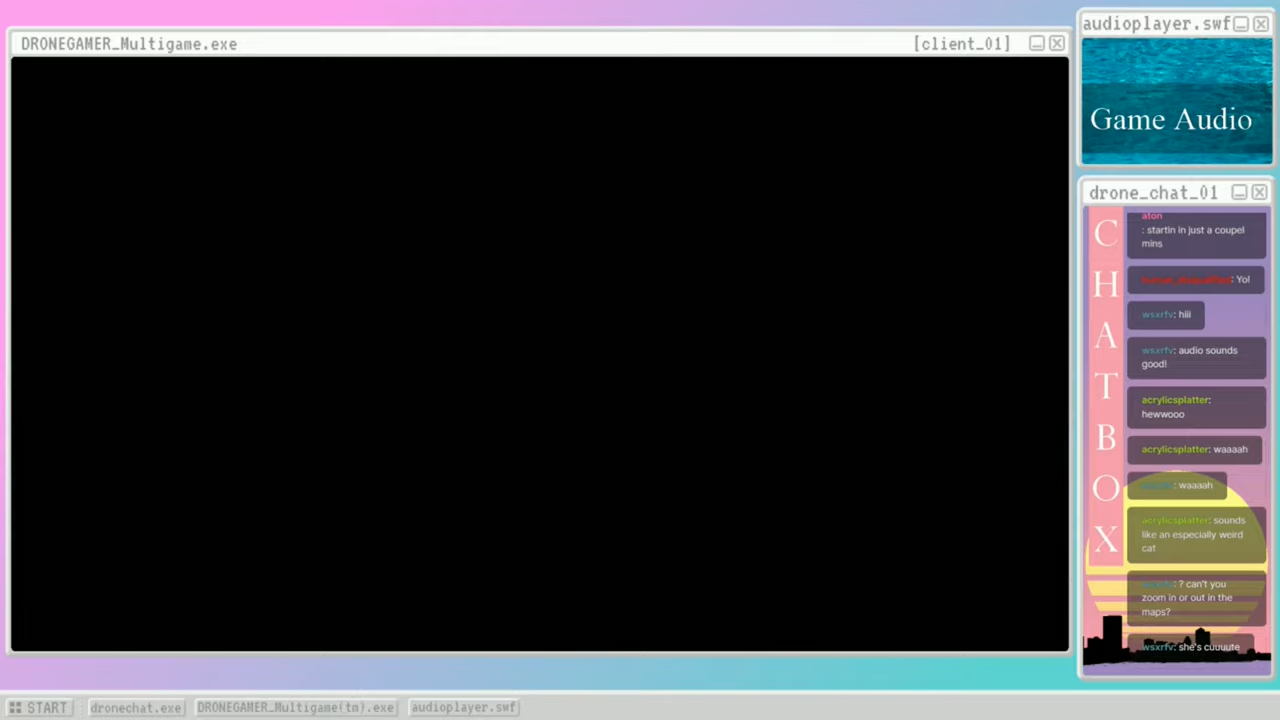 DRONEGAMER_Multigame.exe
[client_01]
audioplayer.swf
Game Audio
drone_chat_01
CHATBOX
aton
: startin in just a coupel
mins
: Yo!
wsxrfv: hiii
wsxrfv: audio sounds
good!
acrylicsplatter:
hewwooo
acrylicsplatter: waaaah
wsxrfv: waaaah
acrylicsplatter: sounds
like an especially weird
cat
wsxrfv: ? can't you
zoom in or out in the
maps?
wsxrfv: she's cuuuute
START
dronechat.exe
DRONEGAMER_Multigame(tm).exe
audioplayer.swf